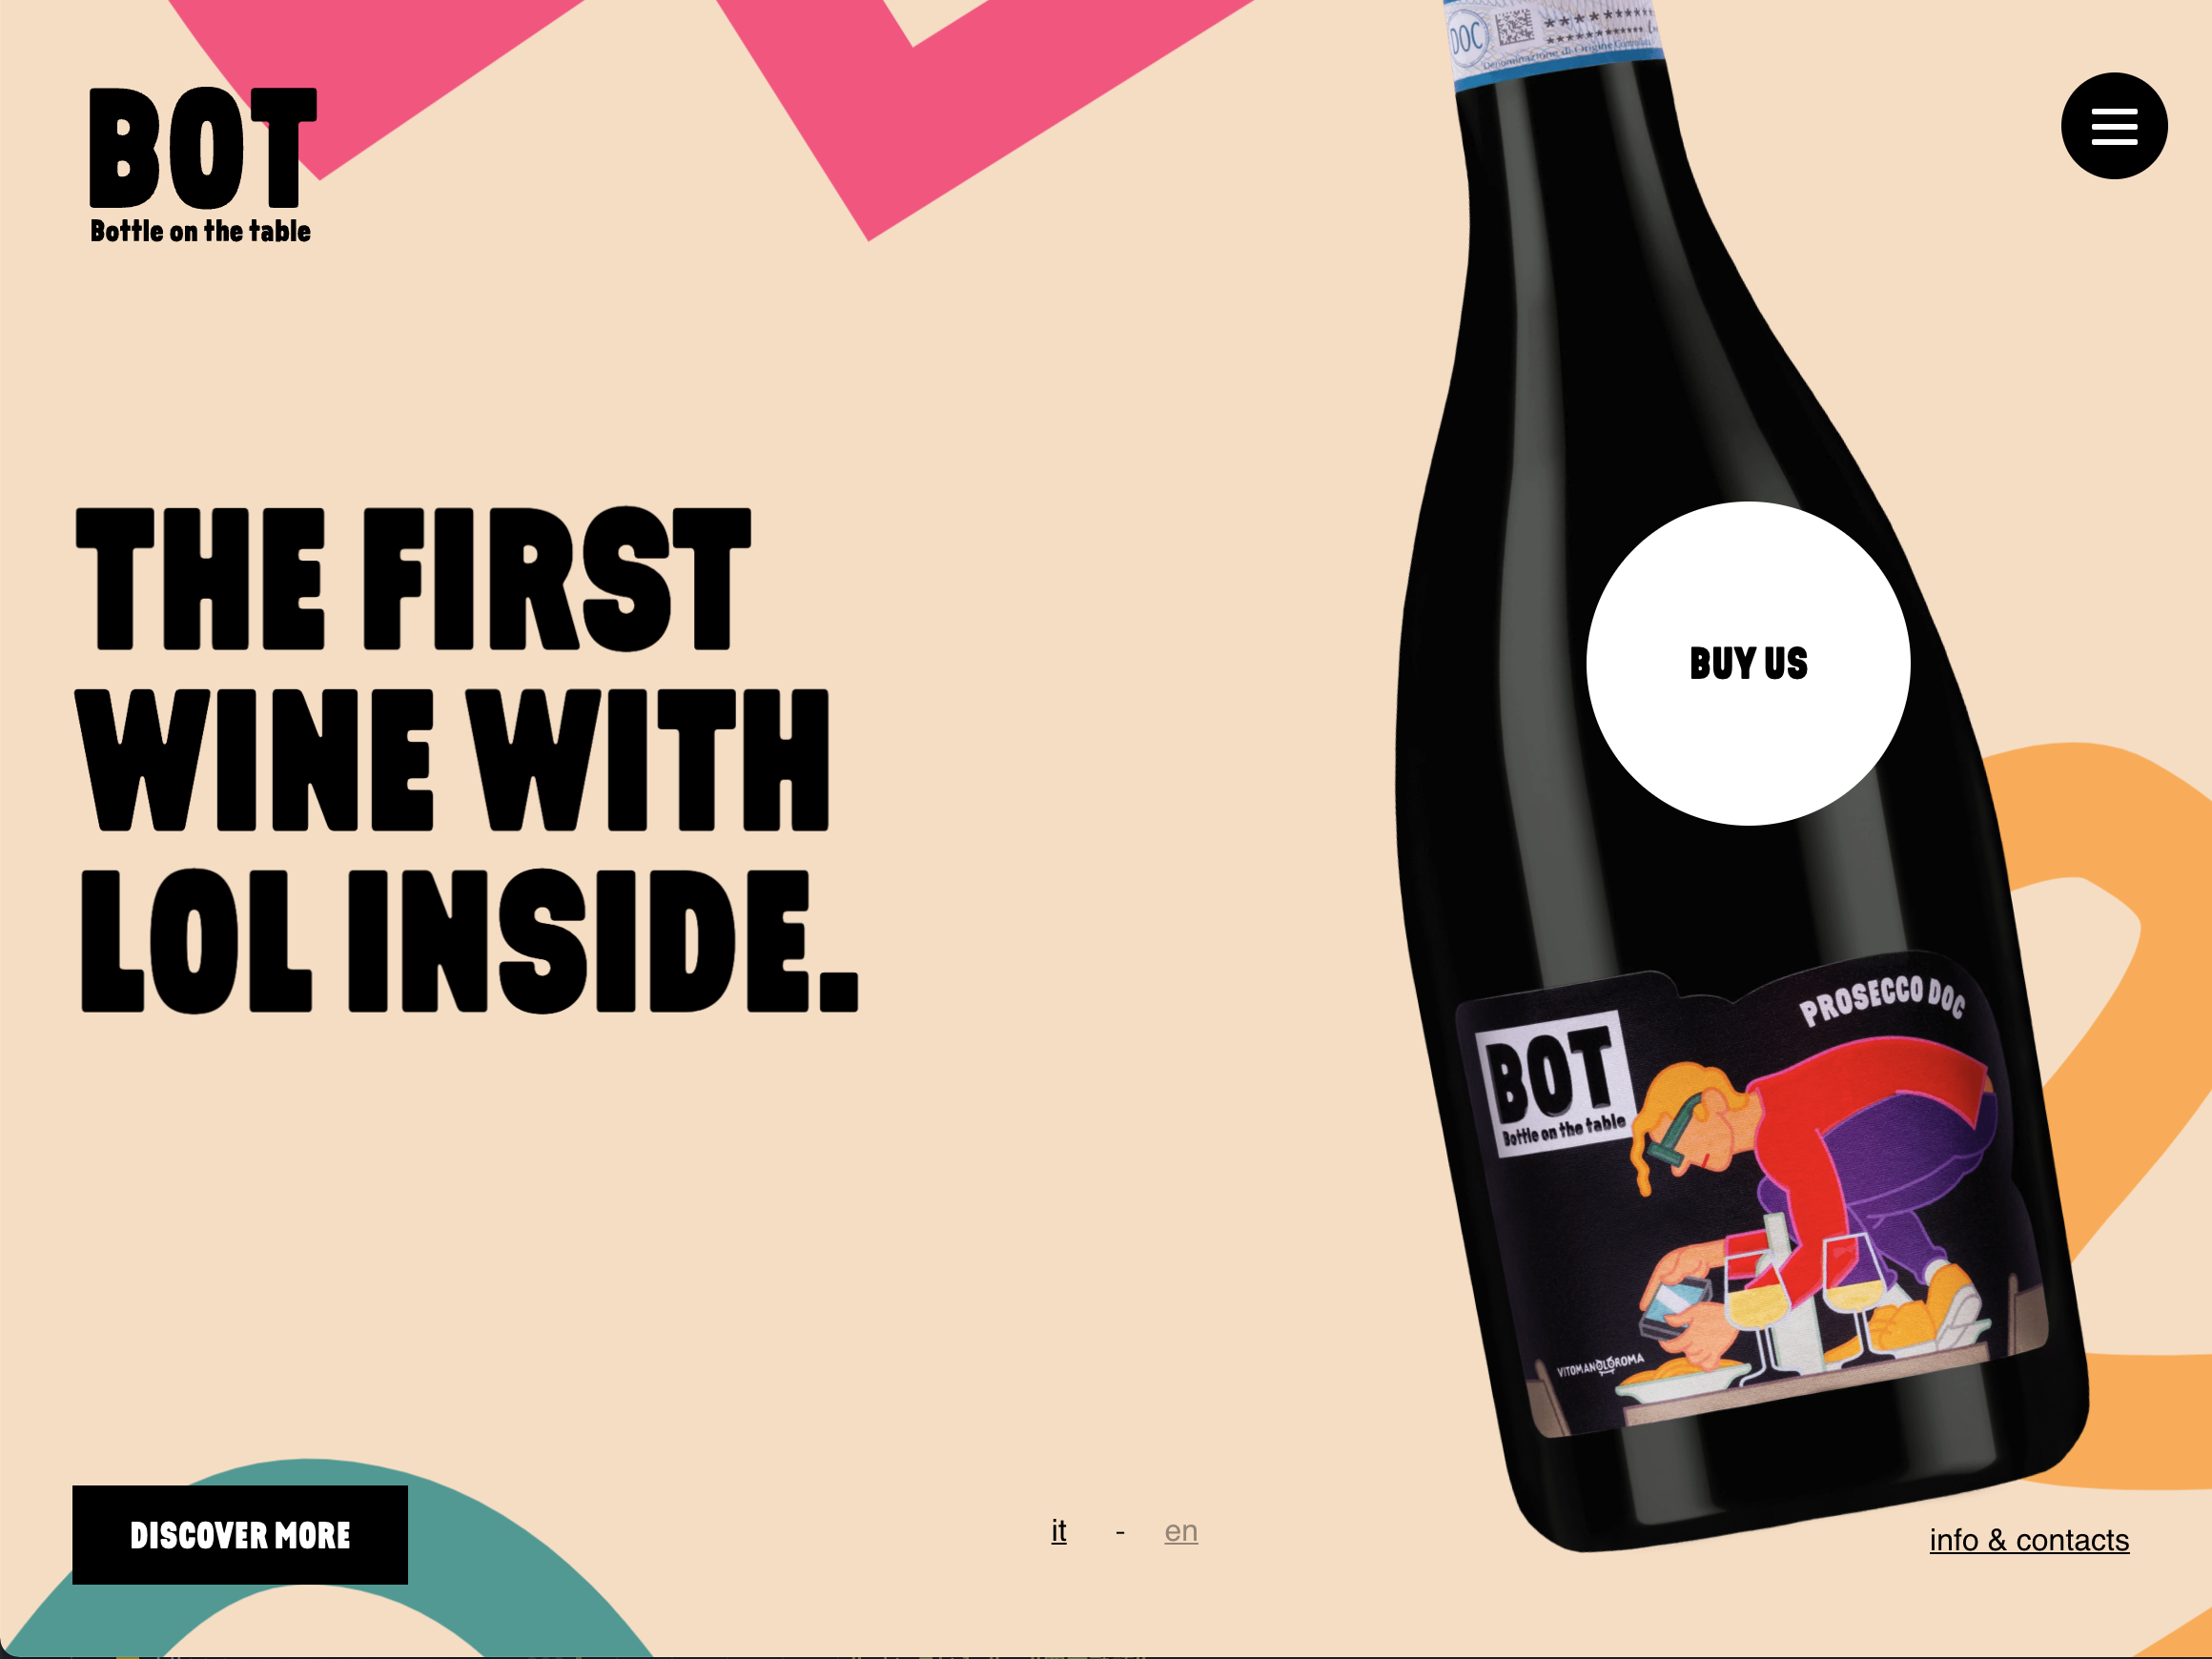 DOC
Denominazione di Origine Controllata
BOT
Bottle on the table
THE FIRST
WINE WITH
LOL INSIDE.
BUY US
PROSECCO DOC
BOT
Bottle on the table
VITOMANOLOROMA
DISCOVER MORE
it - en
info & contacts